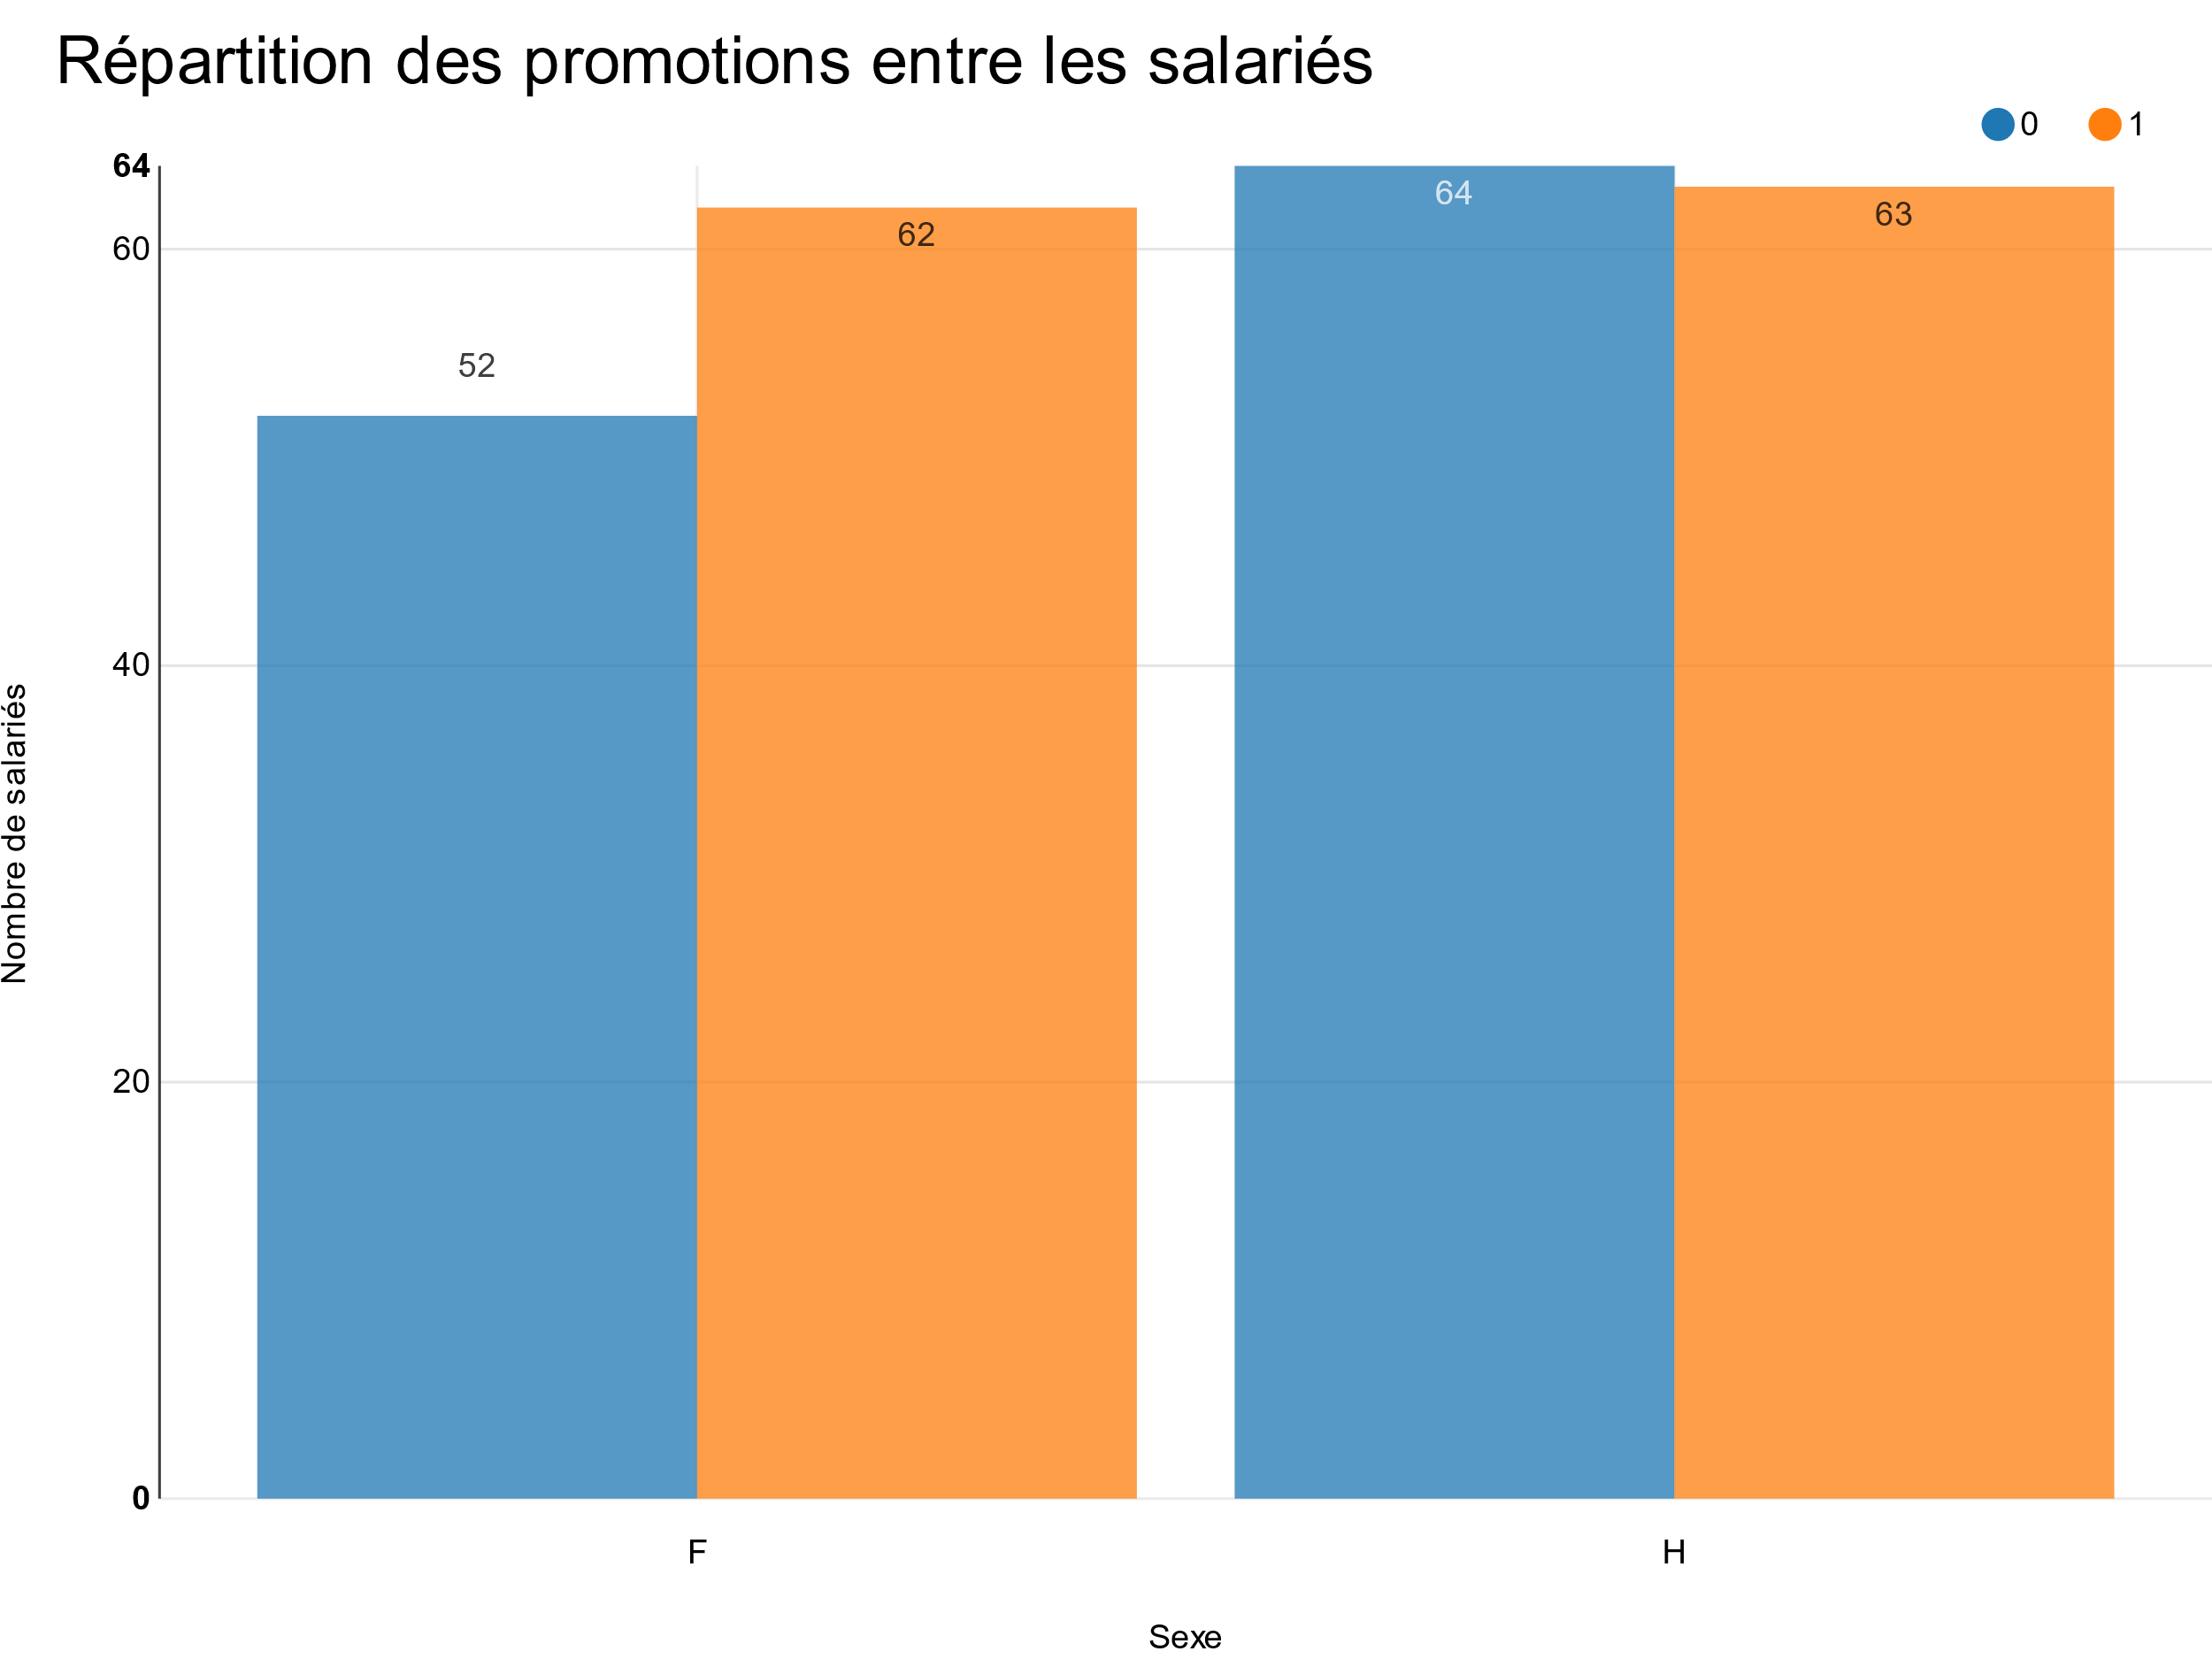 Répartition des promotions entre les salariés
0 1
64
60
40
20
0
Nombre de salariés
52
62
64
63
F
H
Sexe